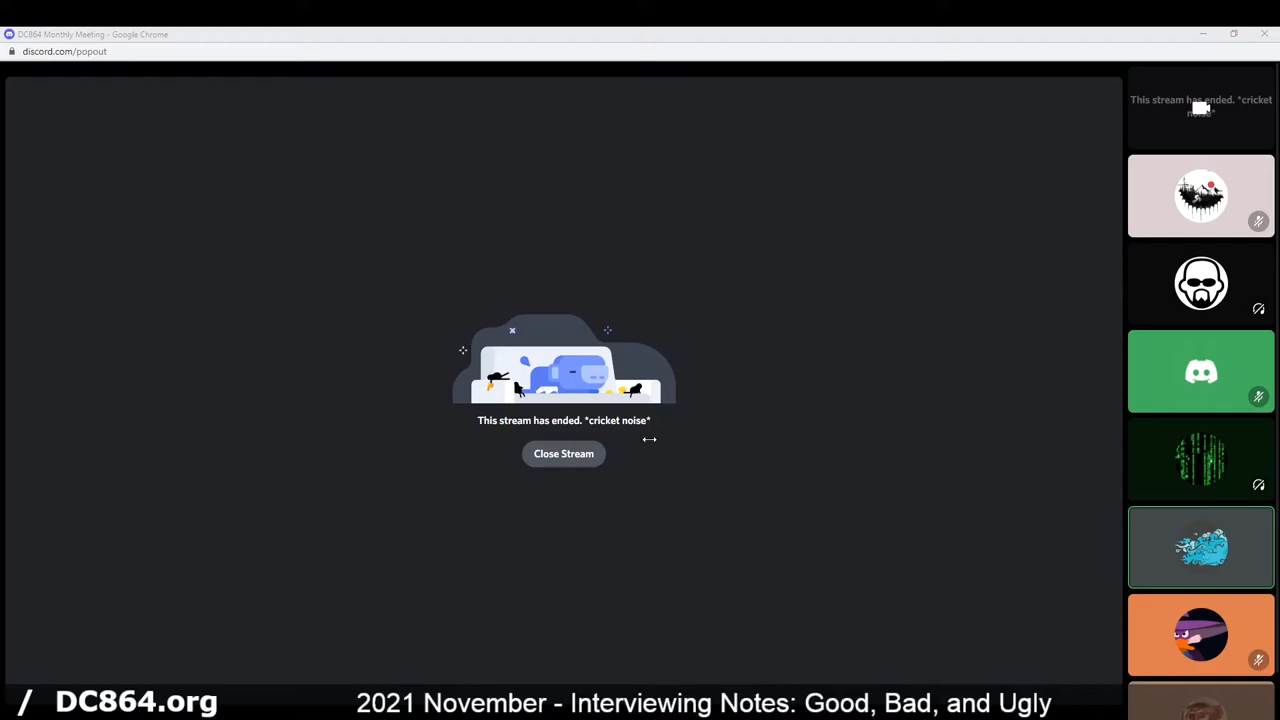 DC864 Monthly Meeting - Google Chrome
discord.com/popout
This stream has ended. *cricket
noise*
This stream has ended. *cricket noise*
Close Stream
/ DC864.org
2021 November - Interviewing Notes: Good, Bad, and Ugly